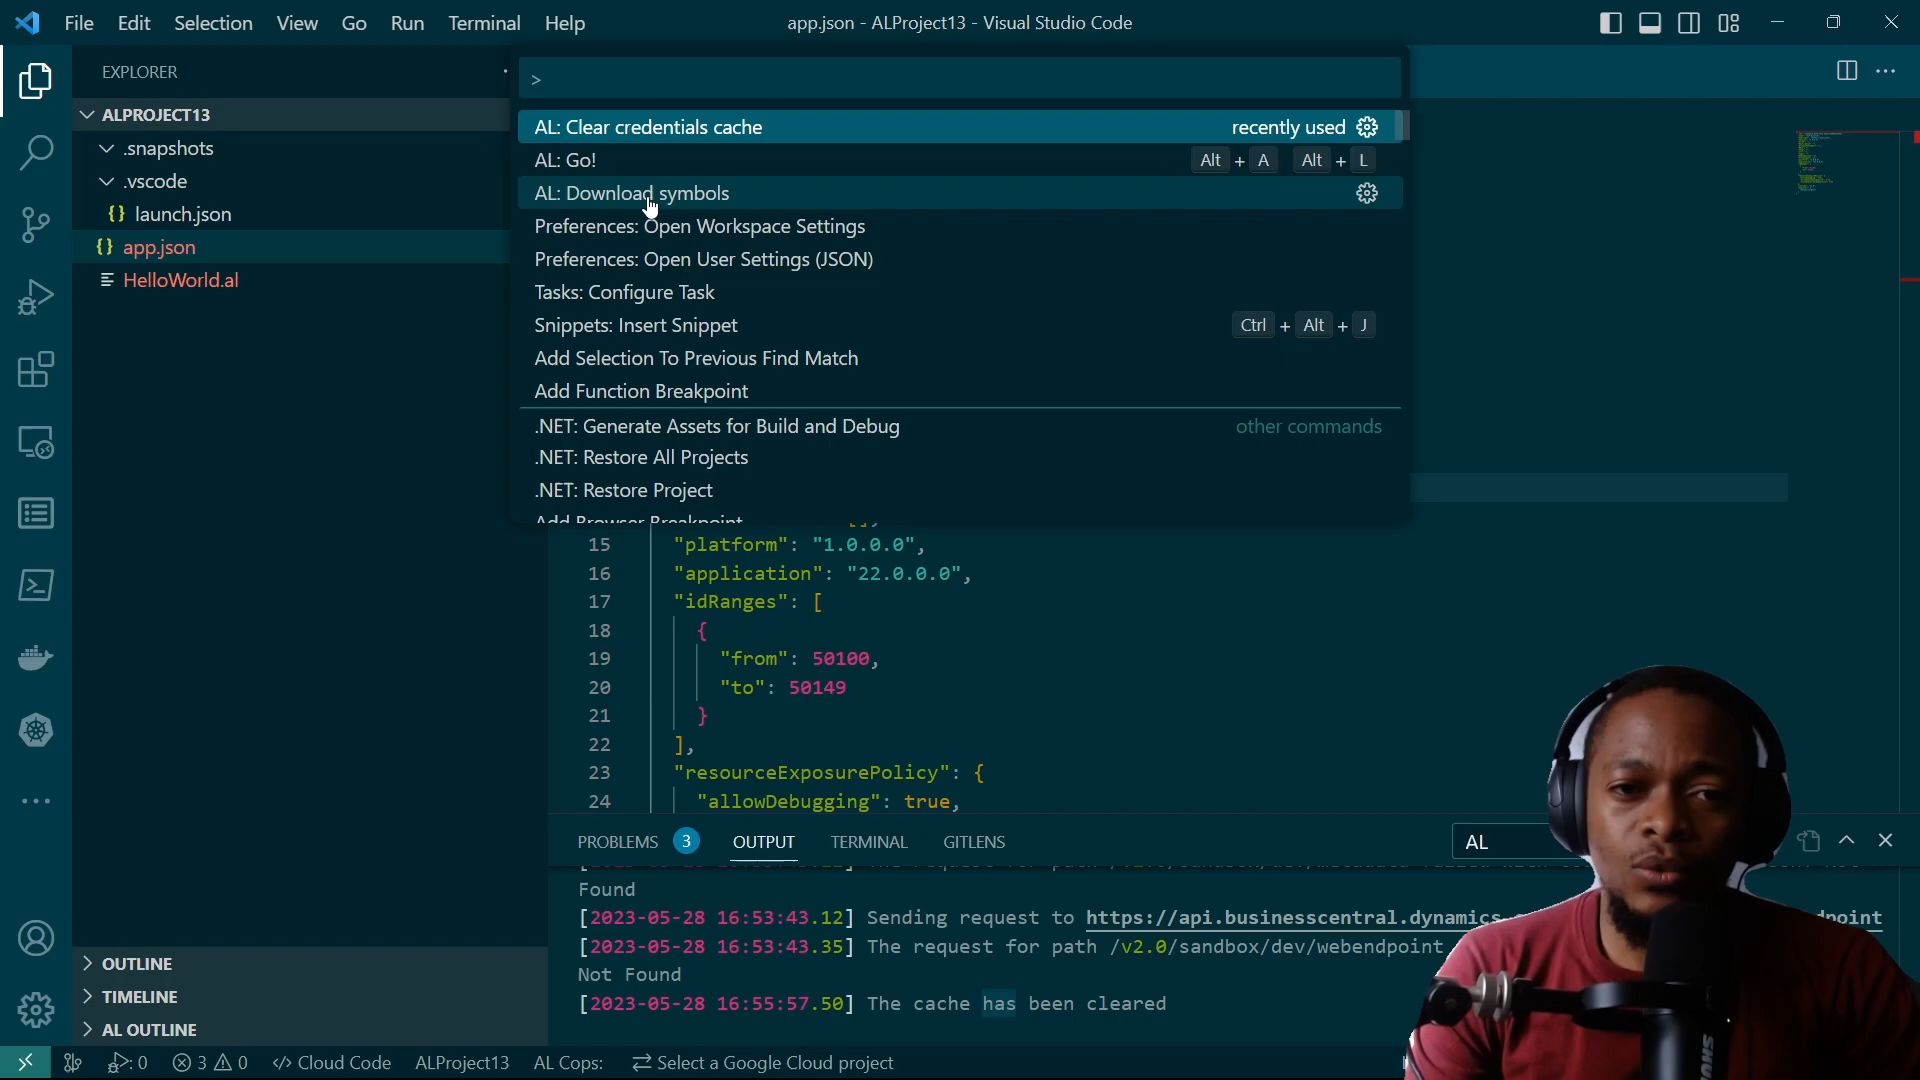 File Edit Selection View Go Run Terminal Help
app.json - ALProject13 - Visual Studio Code
EXPLORER
ALPROJECT13
.snapshots
.vscode
{} launch.json
{} app.json
HelloWorld.al
OUTLINE
TIMELINE
AL OUTLINE
>
AL: Clear credentials cache recently used
AL: Go! Alt + A Alt + L
AL: Download symbols
Preferences: Open Workspace Settings
Preferences: Open User Settings (JSON)
Tasks: Configure Task
Snippets: Insert Snippet Ctrl + Alt + J
Add Selection To Previous Find Match
Add Function Breakpoint
.NET: Generate Assets for Build and Debug other commands
.NET: Restore All Projects
.NET: Restore Project
Add Browser Breakpoint
15 "platform": "1.0.0.0",
16 "application": "22.0.0.0",
17 "idRanges": [
18 {
19 "from": 50100,
20 "to": 50149
21 }
22 ],
23 "resourceExposurePolicy": {
24 "allowDebugging": true,
PROBLEMS 3 OUTPUT TERMINAL GITLENS AL
Found
[2023-05-28 16:53:43.12] Sending request to https://api.businesscentral.dynamics
[2023-05-28 16:53:43.35] The request for path /v2.0/sandbox/dev/webendpoint
Not Found
[2023-05-28 16:55:57.50] The cache has been cleared
0 3 0 Cloud Code ALProject13 AL Cops: Select a Google Cloud project